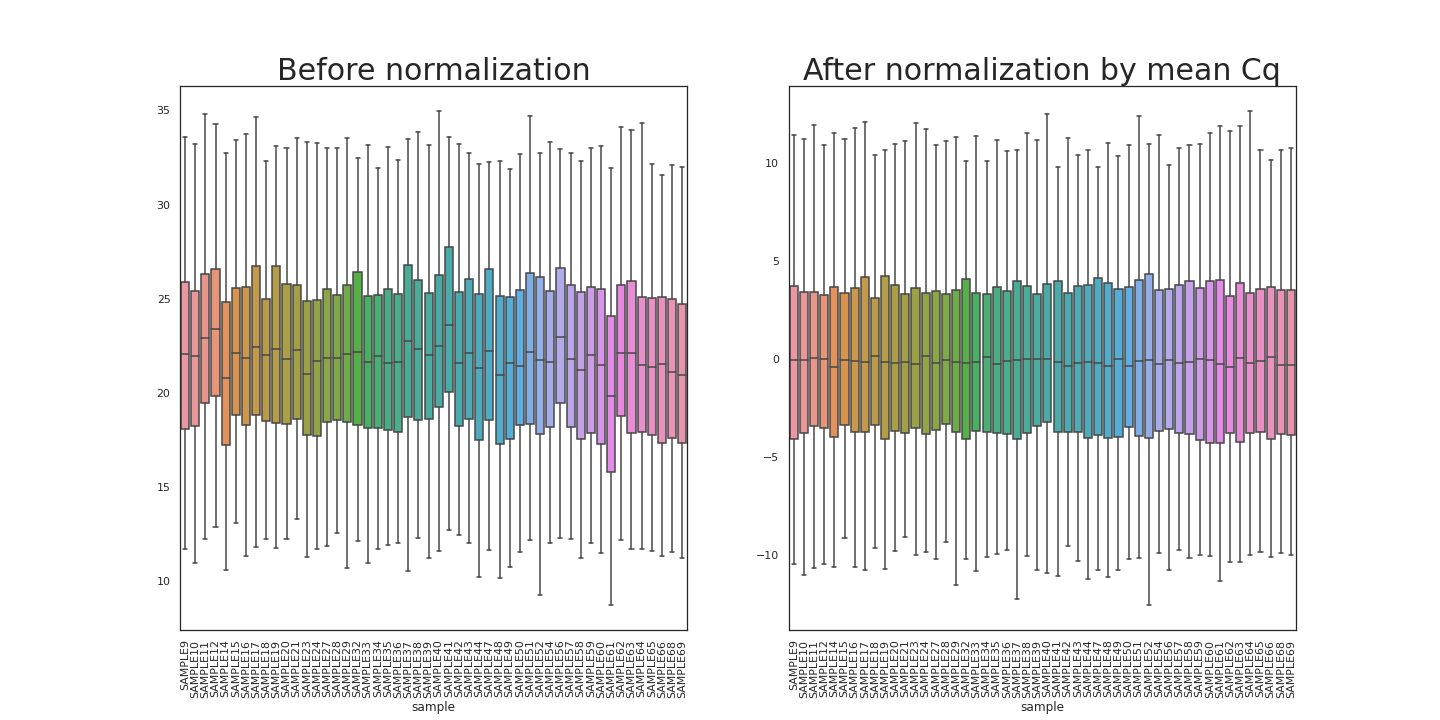 Before normalization
35
30
25
20
15
10
SAMPLE9
SAMPLE10
SAMPLE11
SAMPLE12
SAMPLE14
SAMPLE15
SAMPLE16
SAMPLE17
SAMPLE18
SAMPLE19
SAMPLE20
SAMPLE21
SAMPLE23
SAMPLE24
SAMPLE27
SAMPLE28
SAMPLE29
SAMPLE32
SAMPLE33
SAMPLE34
SAMPLE35
SAMPLE36
SAMPLE37
SAMPLE38
SAMPLE39
SAMPLE40
SAMPLE41
SAMPLE42
SAMPLE43
SAMPLE44
SAMPLE47
SAMPLE48
SAMPLE49
SAMPLE50
SAMPLE51
SAMPLE52
SAMPLE54
SAMPLE56
SAMPLE57
SAMPLE58
SAMPLE59
SAMPLE60
SAMPLE61
SAMPLE62
SAMPLE63
SAMPLE64
SAMPLE65
SAMPLE66
SAMPLE68
SAMPLE69
sample
After normalization by mean Cq
10
5
0
−5
−10
SAMPLE9
SAMPLE10
SAMPLE11
SAMPLE12
SAMPLE14
SAMPLE15
SAMPLE16
SAMPLE17
SAMPLE18
SAMPLE19
SAMPLE20
SAMPLE21
SAMPLE23
SAMPLE24
SAMPLE27
SAMPLE28
SAMPLE29
SAMPLE32
SAMPLE33
SAMPLE34
SAMPLE35
SAMPLE36
SAMPLE37
SAMPLE38
SAMPLE39
SAMPLE40
SAMPLE41
SAMPLE42
SAMPLE43
SAMPLE44
SAMPLE47
SAMPLE48
SAMPLE49
SAMPLE50
SAMPLE51
SAMPLE52
SAMPLE54
SAMPLE56
SAMPLE57
SAMPLE58
SAMPLE59
SAMPLE60
SAMPLE61
SAMPLE62
SAMPLE63
SAMPLE64
SAMPLE65
SAMPLE66
SAMPLE68
SAMPLE69
sample